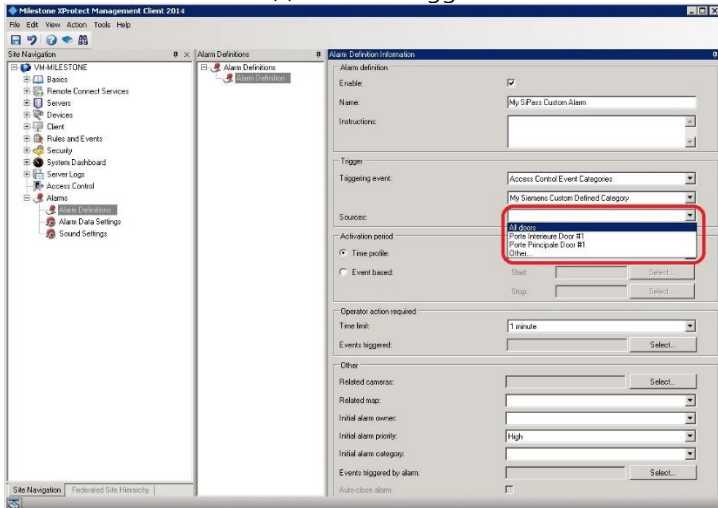 Milestone XProtect Management Client 2014
File Edit View Action Tools Help
Site Navigation
VM-MILESTONE
Basics
Remote Connect Services
Servers
Devices
Client
Rules and Events
Security
System Dashboard
Server Logs
Access Control
Alarms
Alarm Definitions
Alarm Data Settings
Sound Settings
Site Navigation Federated Site Hierarchy
Alarm Definitions
Alarm Definitions
Alarm Definition
Alarm Definition Information
Alarm definition
Enable:
Name: My SiPass Custom Alarm
Instructions:
Trigger
Triggering event: Access Control Event Categories
My Siemens Custom Defined Category
Sources:
All doors
Porte Interieure Door #1
Porte Principale Door #1
Other...
Activation period
Time profile:
Event based: Start: Select...
Stop: Select...
Operator action required
Time limit: 1 minute
Events triggered: Select...
Other
Related cameras: Select...
Related map:
Initial alarm owner:
Initial alarm priority: High
Initial alarm category:
Events triggered by alarm: Select...
Auto-close alarm: